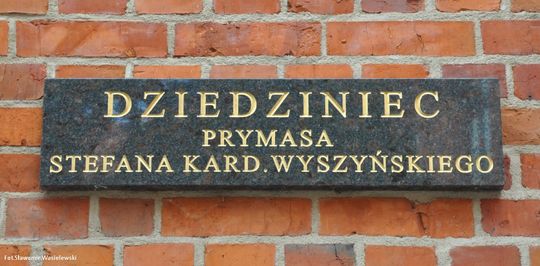 DZIEDZINIEC
PRYMASA
STEFANA KARD. WYSZYŃSKIEGO
Fot.Sławomir Wasielewski